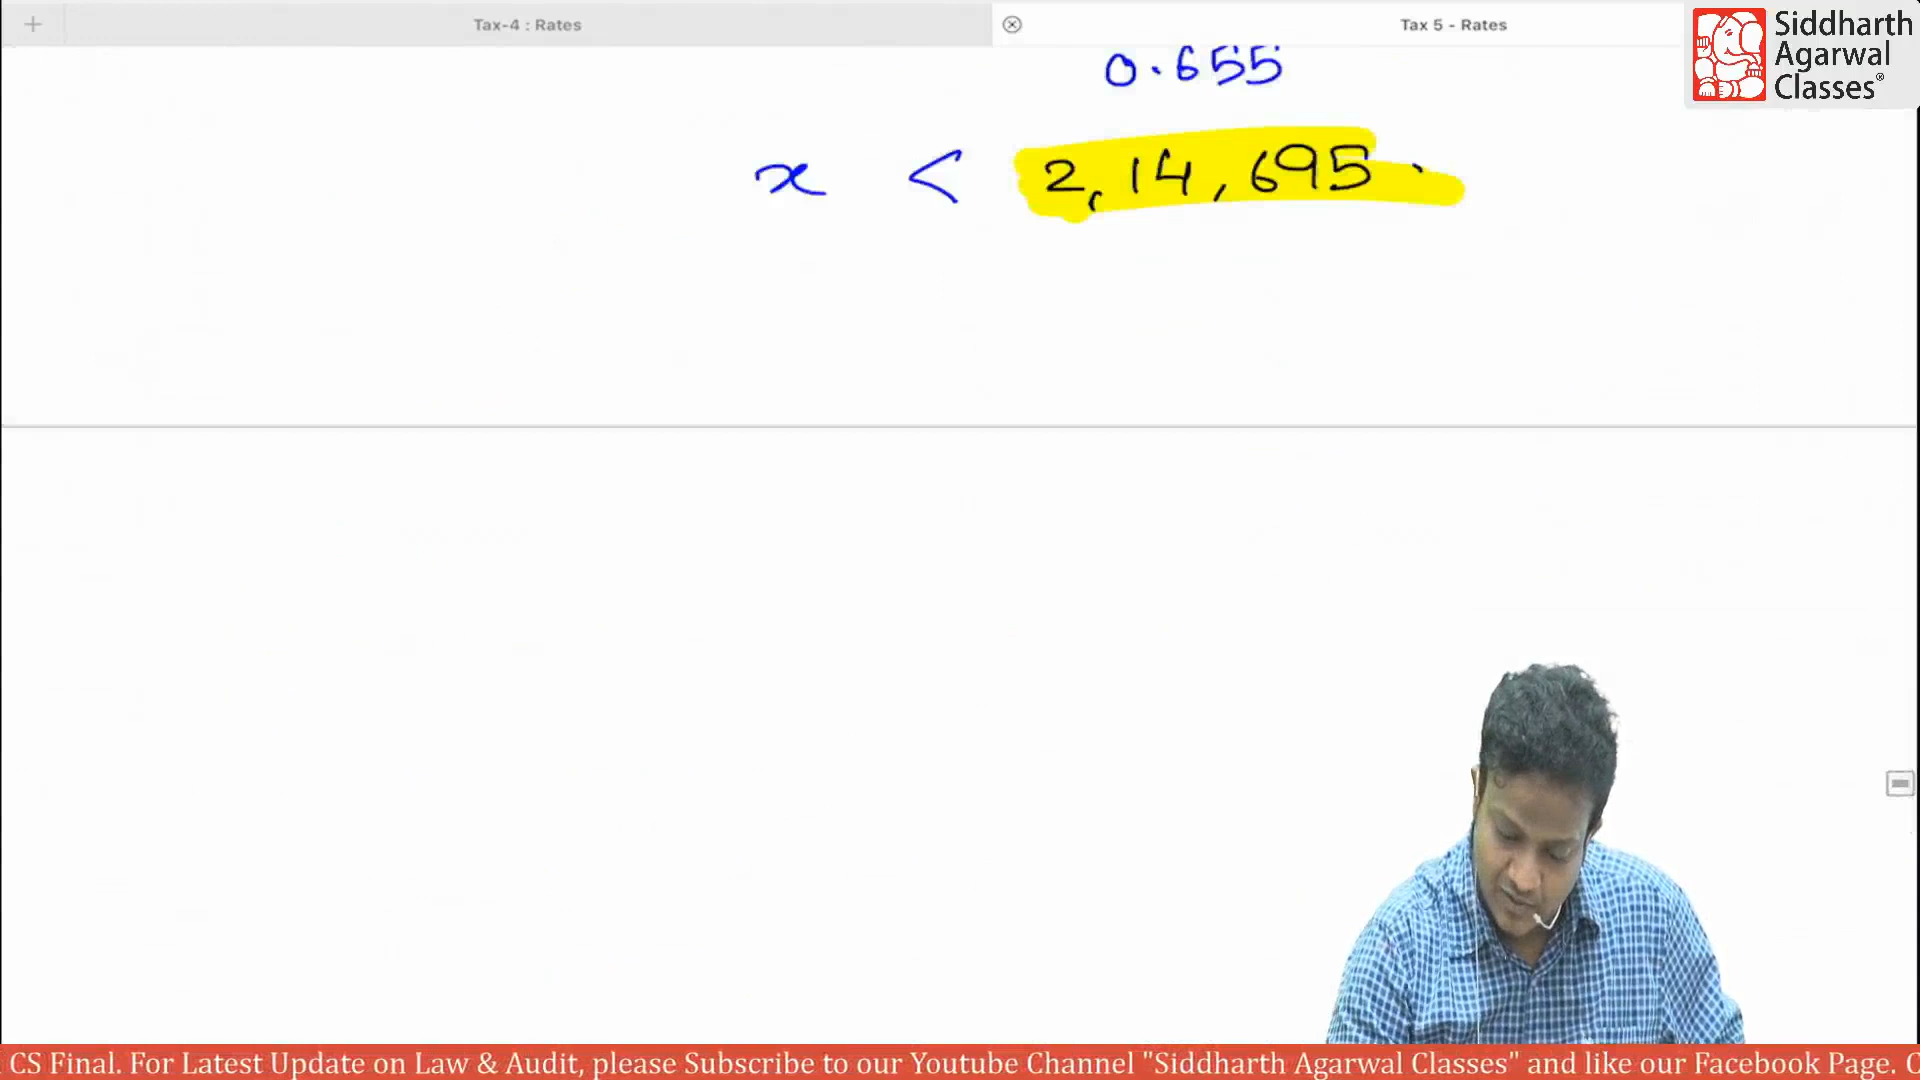 Tax-4 : Rates
Tax 5 - Rates
Siddharth
Agarwal
Classes®
0.655
x < 2,14,695.
CS Final. For Latest Update on Law & Audit, please Subscribe to our Youtube Channel "Siddharth Agarwal Classes" and like our Facebook Page. C